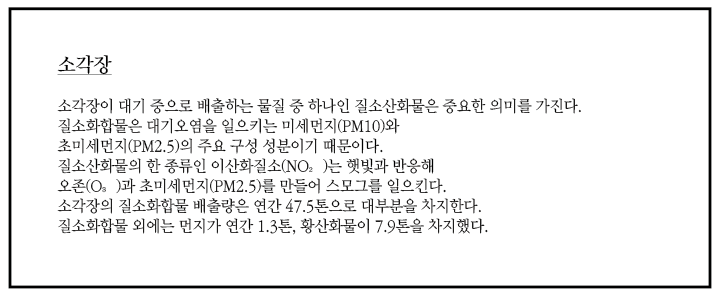 소각장
소각장이 대기 중으로 배출하는 물질 중 하나인 질소산화물은 중요한 의미를 가진다.
질소화합물은 대기오염을 일으키는 미세먼지(PM10)와
초미세먼지(PM2.5)의 주요 구성 성분이기 때문이다.
질소산화물의 한 종류인 이산화질소(NO₂ )는 햇빛과 반응해
오존(O₃ )과 초미세먼지(PM2.5)를 만들어 스모그를 일으킨다.
소각장의 질소화합물 배출량은 연간 47.5톤으로 대부분을 차지한다.
질소화합물 외에는 먼지가 연간 1.3톤, 황산화물이 7.9톤을 차지했다.